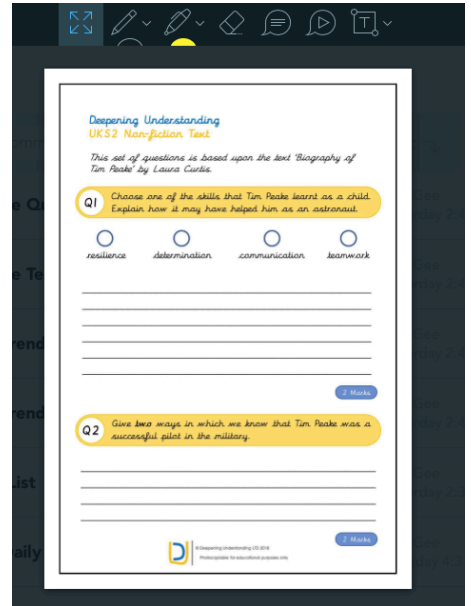 Deepening Understanding
UKS2 Non-fiction Text
This set of questions is based upon the text 'Biography of
Tim Peake' by Laura Curtis.
Q1
Choose one of the skills that Tim Peake learnt as a child.
Explain how it may have helped him as an astronaut.
resilience determination communication teamwork
2 Marks
Q2
Give two ways in which we know that Tim Peake was a
successful pilot in the military.
2 Marks
© Deepening Understanding LTD 2018
Photocopiable for educational purposes only